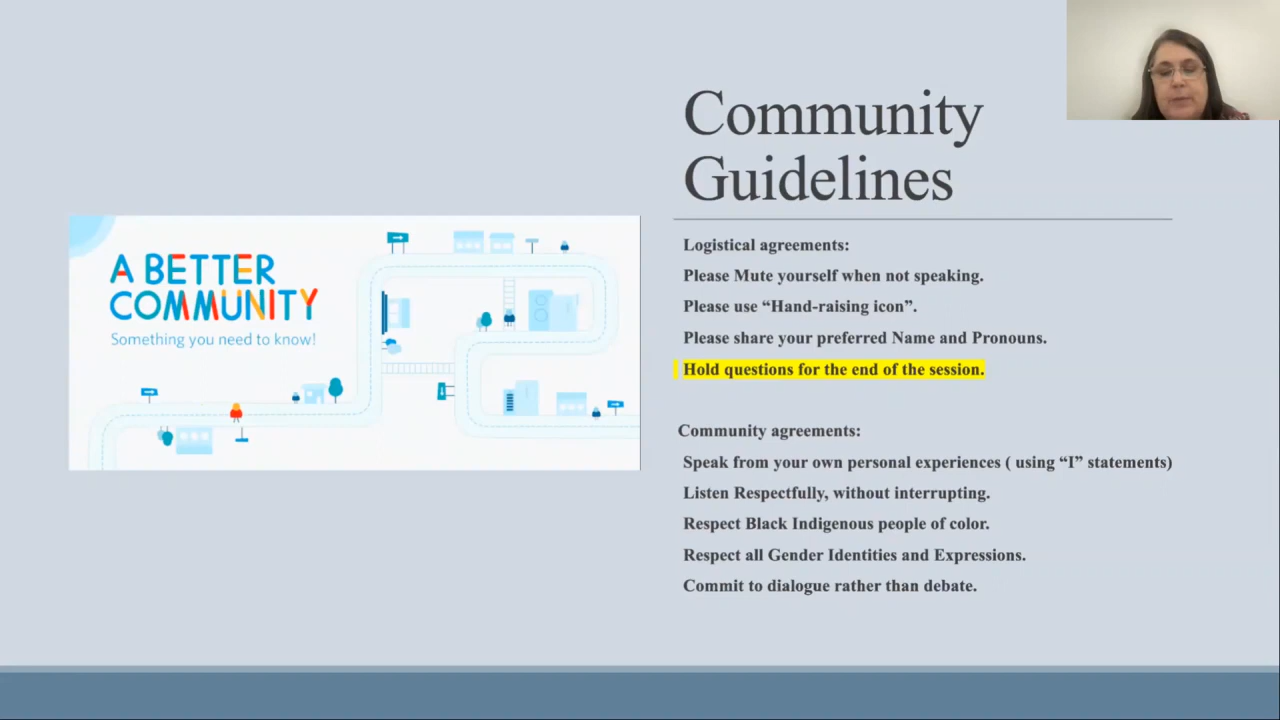 Community
Guidelines
A BETTER
COMMUNITY
Something you need to know!
Logistical agreements:
Please Mute yourself when not speaking.
Please use “Hand-raising icon”.
Please share your preferred Name and Pronouns.
Hold questions for the end of the session.
Community agreements:
Speak from your own personal experiences ( using “I” statements)
Listen Respectfully, without interrupting.
Respect Black Indigenous people of color.
Respect all Gender Identities and Expressions.
Commit to dialogue rather than debate.